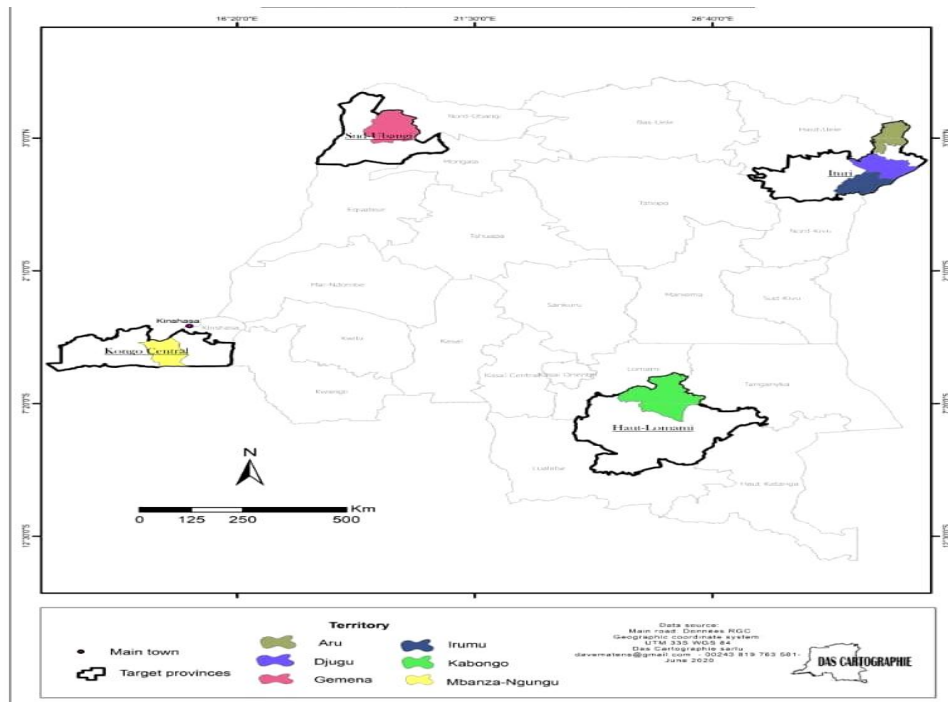 16°20'0"E 21°30'0"E 26°40'0"E
Nord-Ubangi
Bas-Uele
Haut-Uele
Sud-Ubangi
Mongala
Ituri
Equateur
Tshopo
Tshuapa
Nord-Kivu
Mai-Ndombe
Sankuru
Maniema
Sud-Kivu
Kinshasa
Kinshasa
Kongo Central
Kwilu
Kasai
Kasai Central
Lomami
Tanganyika
Kwango
Haut-Lomami
Lualaba
Haut-Katanga
N
Km
0 125 250 500
Territory
Main town
Target provinces
Aru
Djugu
Gemena
Irumu
Kabongo
Mbanza-Ngungu
Data source:
Main road: Données RGC
Geographic coordinate system
UTM 33S WGS 84
Das Cartographie sarlu
June 2020
DAS CARTOGRAPHIE